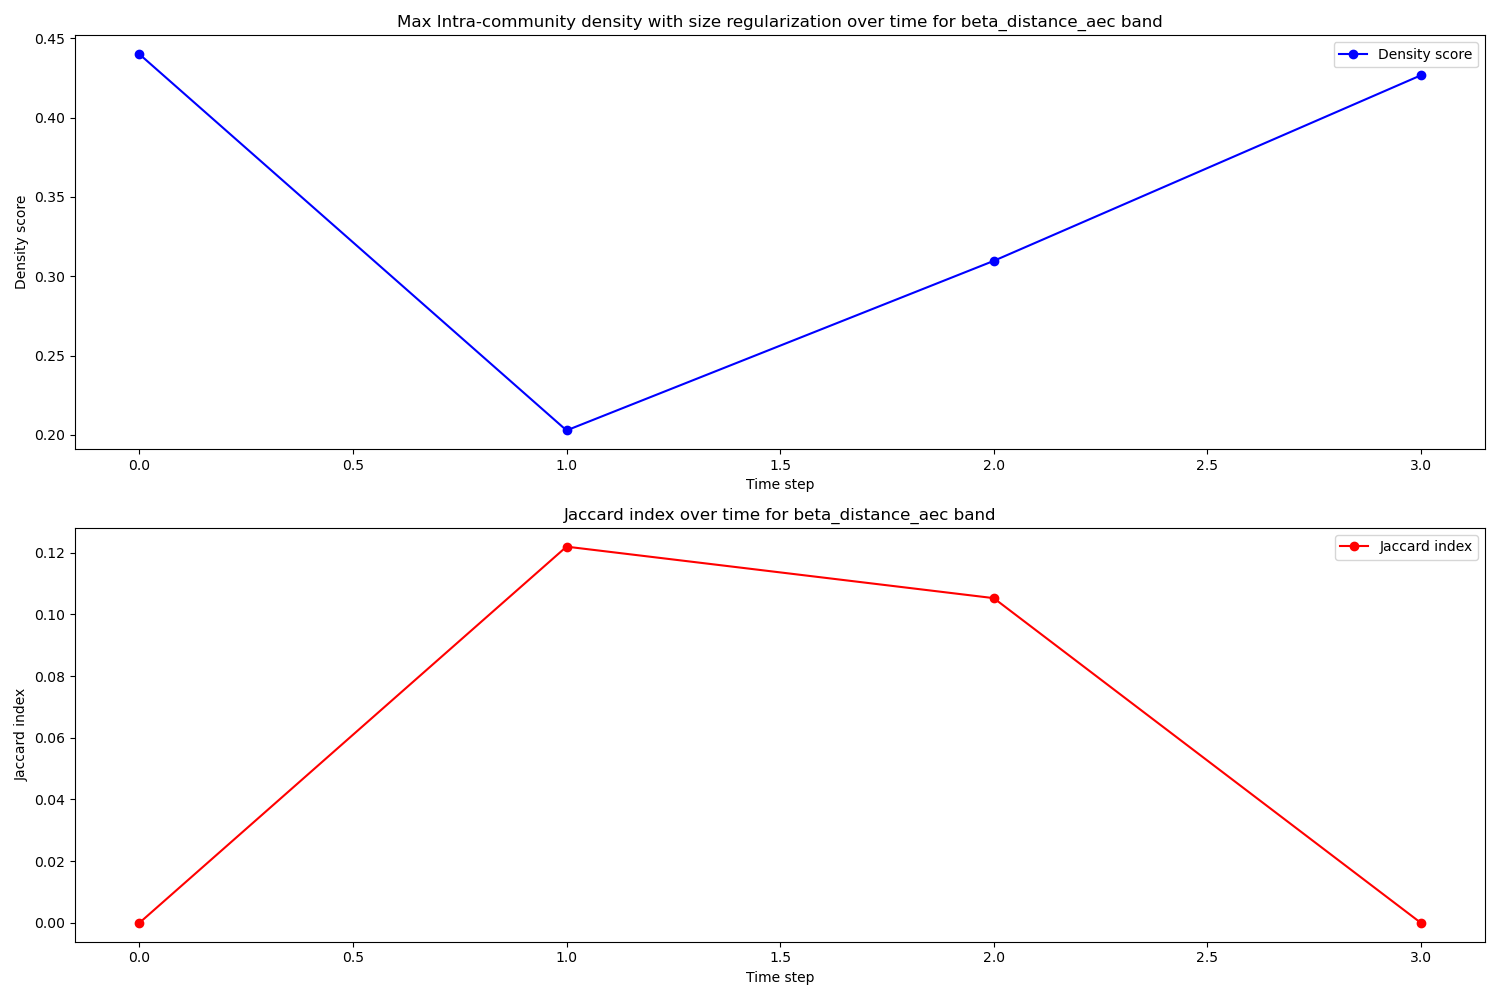 Max Intra-community density with size regularization over time for beta_distance_aec band
0.45
0.40
0.35
0.30
0.25
0.20
Density score
Density score
0.0 0.5 1.0 1.5 2.0 2.5 3.0
Time step
Jaccard index over time for beta_distance_aec band
0.12
0.10
0.08
0.06
0.04
0.02
0.00
Jaccard index
Jaccard index
0.0 0.5 1.0 1.5 2.0 2.5 3.0
Time step